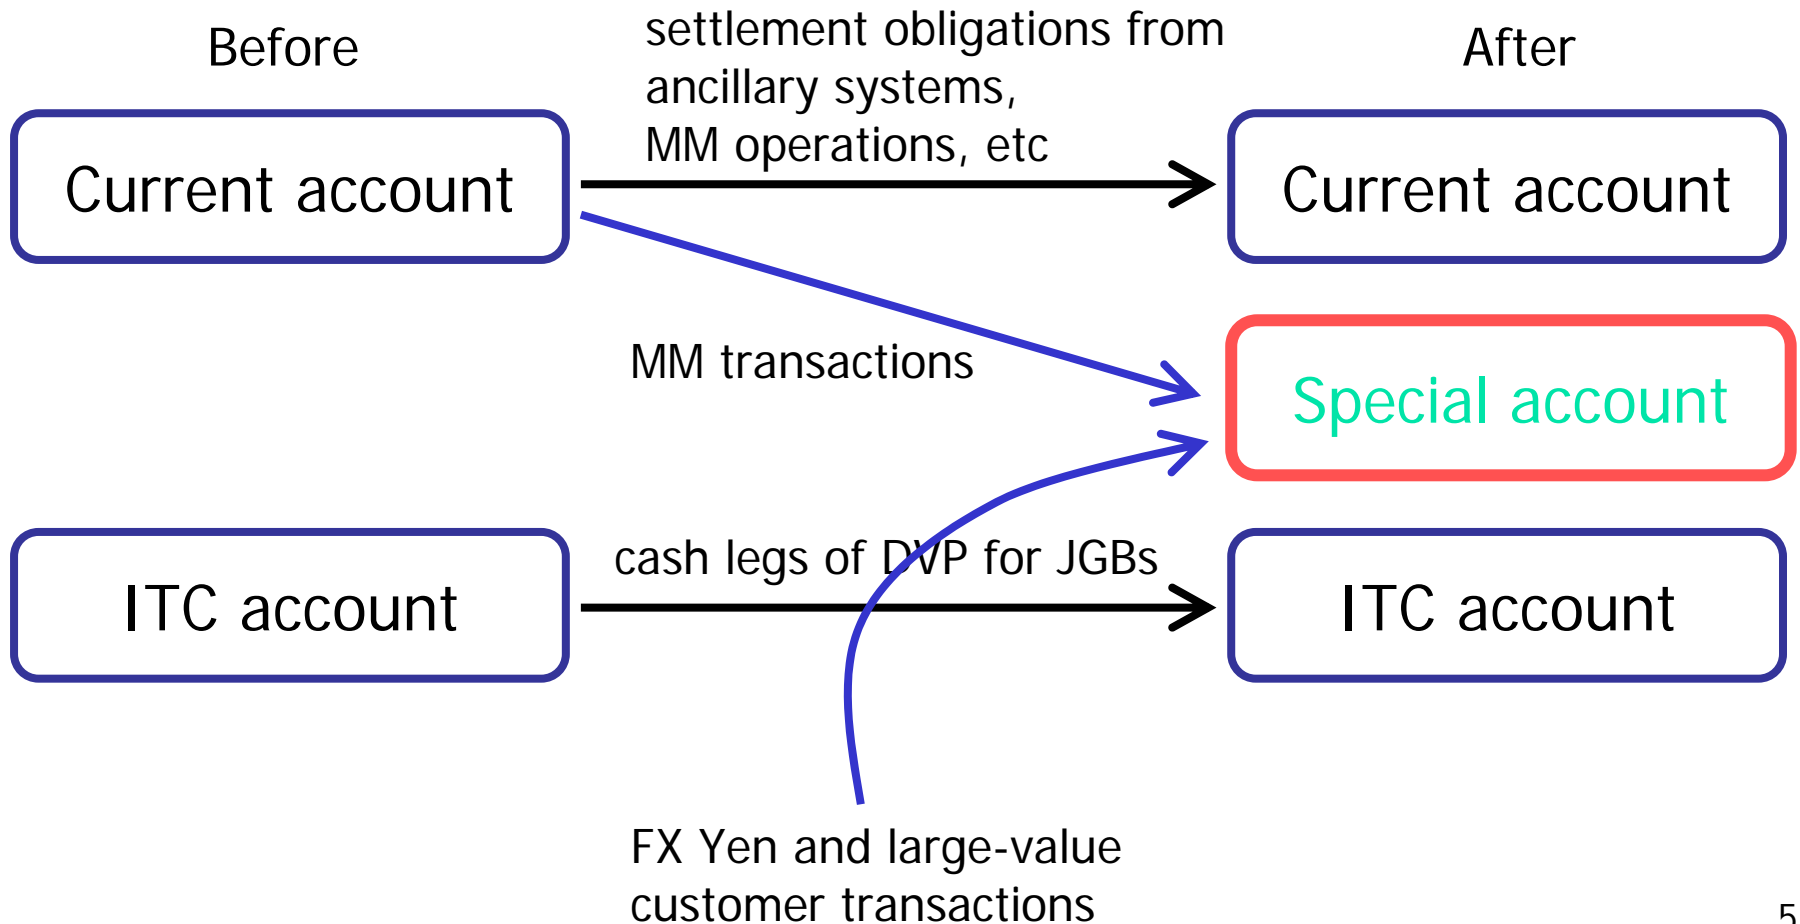 Before
settlement obligations from
ancillary systems,
MM operations, etc
After
Current account
Current account
MM transactions
Special account
cash legs of DVP for JGBs
ITC account
ITC account
FX Yen and large-value
customer transactions
5